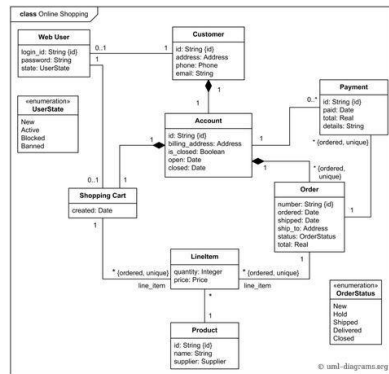 class Online Shopping
Web User
login_id: String {id}
password: String
state: UserState
0..1
1
Customer
id: String {id}
address: Address
phone: Phone
email: String
«enumeration»
UserState
New
Active
Blocked
Banned
1
Account
id: String {id}
billing_address: Address
is_closed: Boolean
open: Date
closed: Date
1
1
1
1
0..*
Payment
id: String {id}
paid: Date
total: Real
details: String
* {ordered,
unique}
* {ordered,
unique}
1
0..1
1
Shopping Cart
created: Date
1
Order
number: String {id}
ordered: Date
shipped: Date
ship_to: Address
status: OrderStatus
total: Real
1
1
* {ordered, unique}
line_item
LineItem
quantity: Integer
price: Price
* {ordered, unique}
line_item
*
1
Product
id: String {id}
name: String
supplier: Supplier
«enumeration»
OrderStatus
New
Hold
Shipped
Delivered
Closed
© uml-diagrams.org